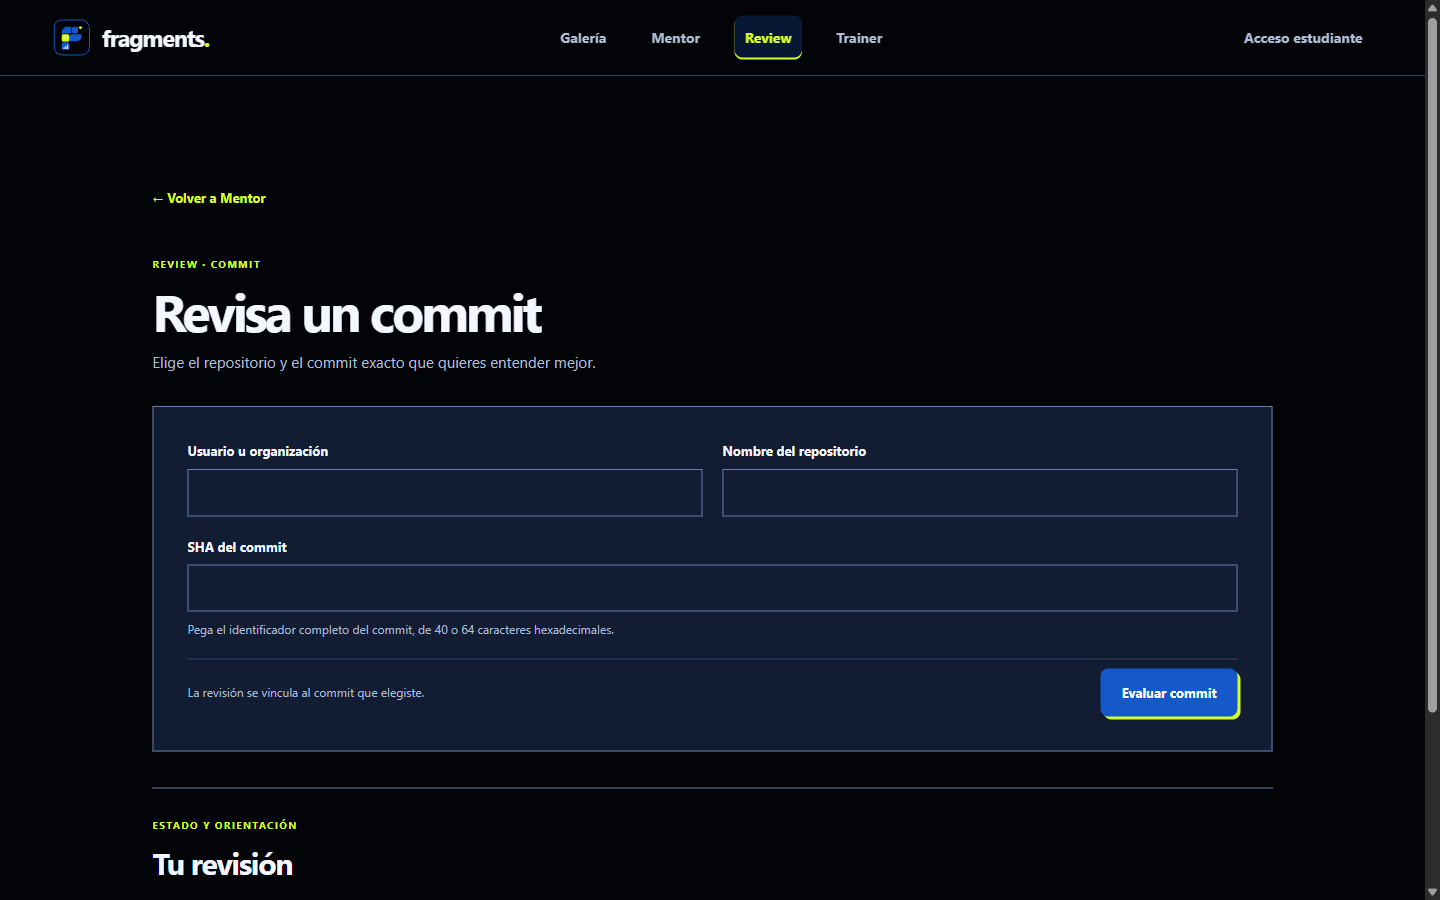 fragments.
Galería
Mentor
Review
Trainer
Acceso estudiante
← Volver a Mentor
REVIEW · COMMIT
Revisa un commit
Elige el repositorio y el commit exacto que quieres entender mejor.
Usuario u organización
Nombre del repositorio
SHA del commit
Pega el identificador completo del commit, de 40 o 64 caracteres hexadecimales.
La revisión se vincula al commit que elegiste.
Evaluar commit
ESTADO Y ORIENTACIÓN
Tu revisión